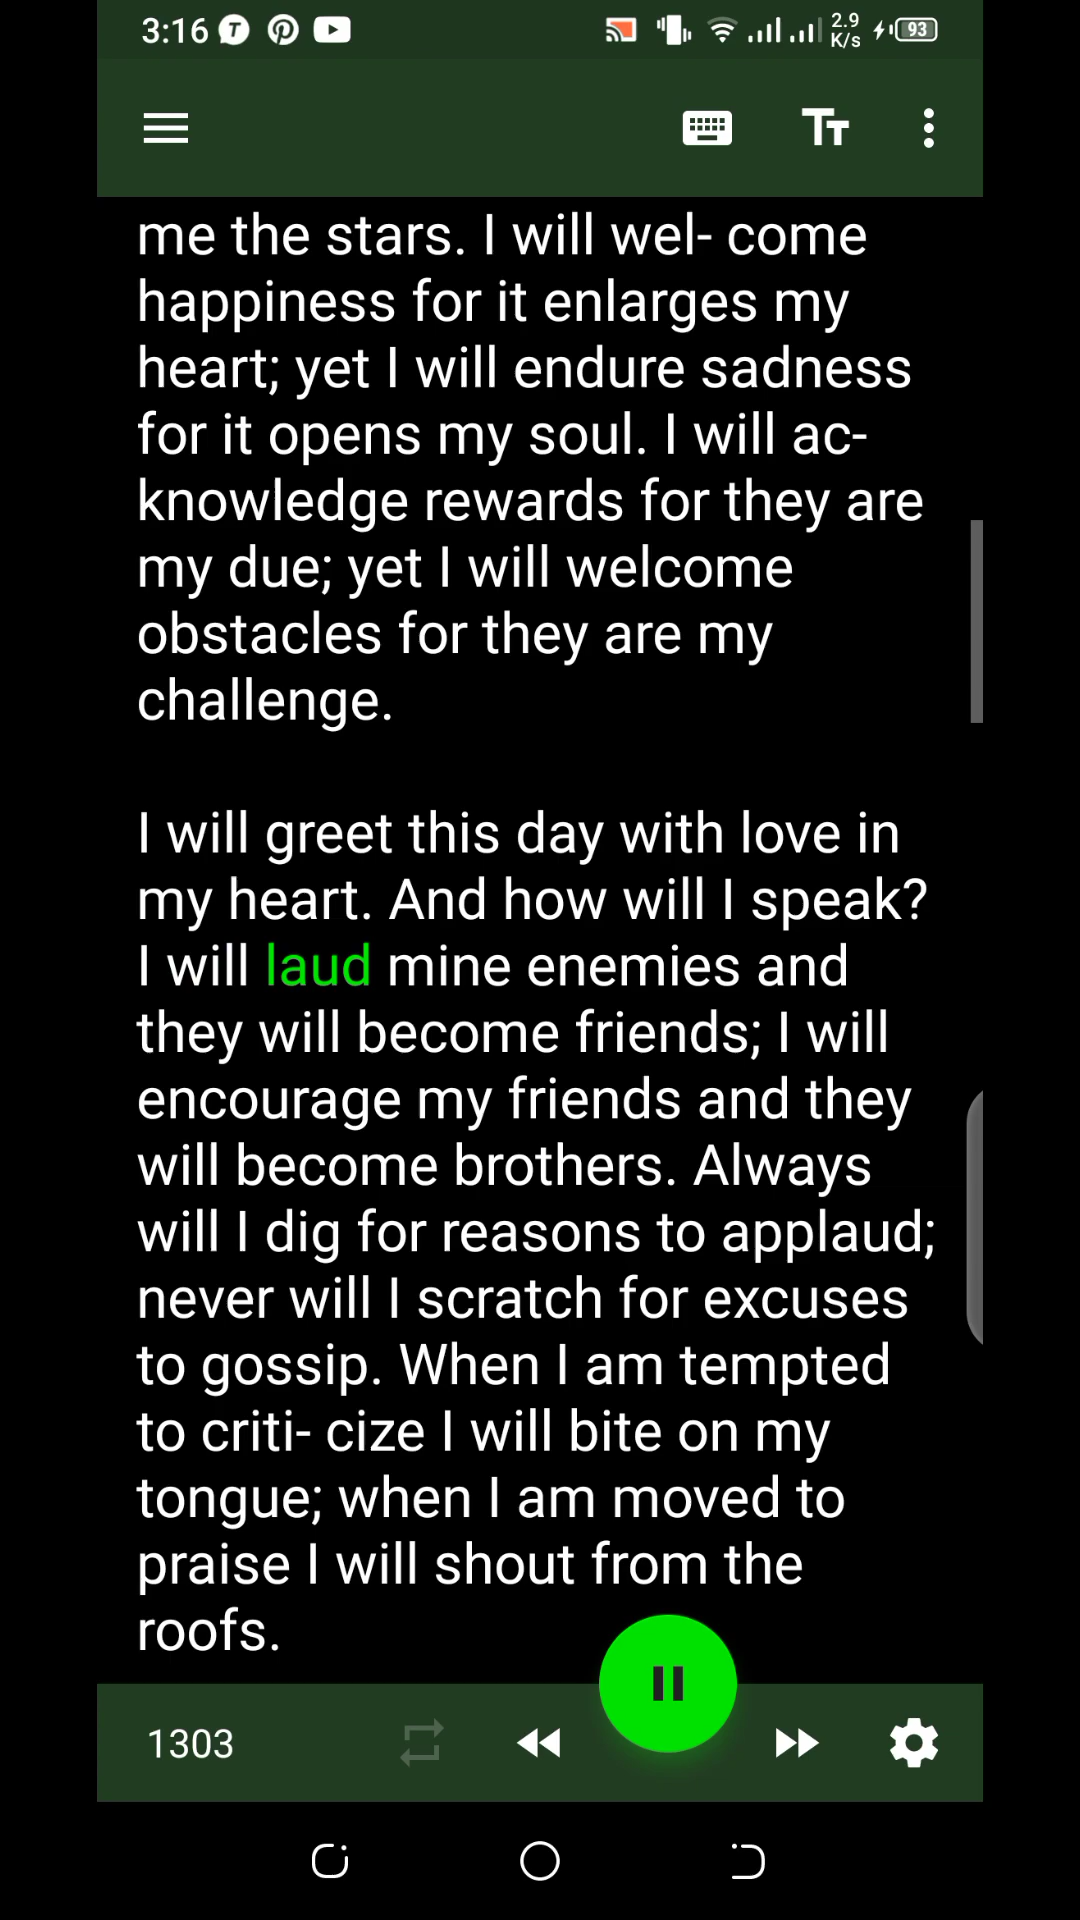 3:16
2.9
K/s
93
me the stars. I will wel- come
happiness for it enlarges my
heart; yet I will endure sadness
for it opens my soul. I will ac-
knowledge rewards for they are
my due; yet I will welcome
obstacles for they are my
challenge.
I will greet this day with love in
my heart. And how will I speak?
I will laud mine enemies and
they will become friends; I will
encourage my friends and they
will become brothers. Always
will I dig for reasons to applaud;
never will I scratch for excuses
to gossip. When I am tempted
to criti- cize I will bite on my
tongue; when I am moved to
praise I will shout from the
roofs.
1303